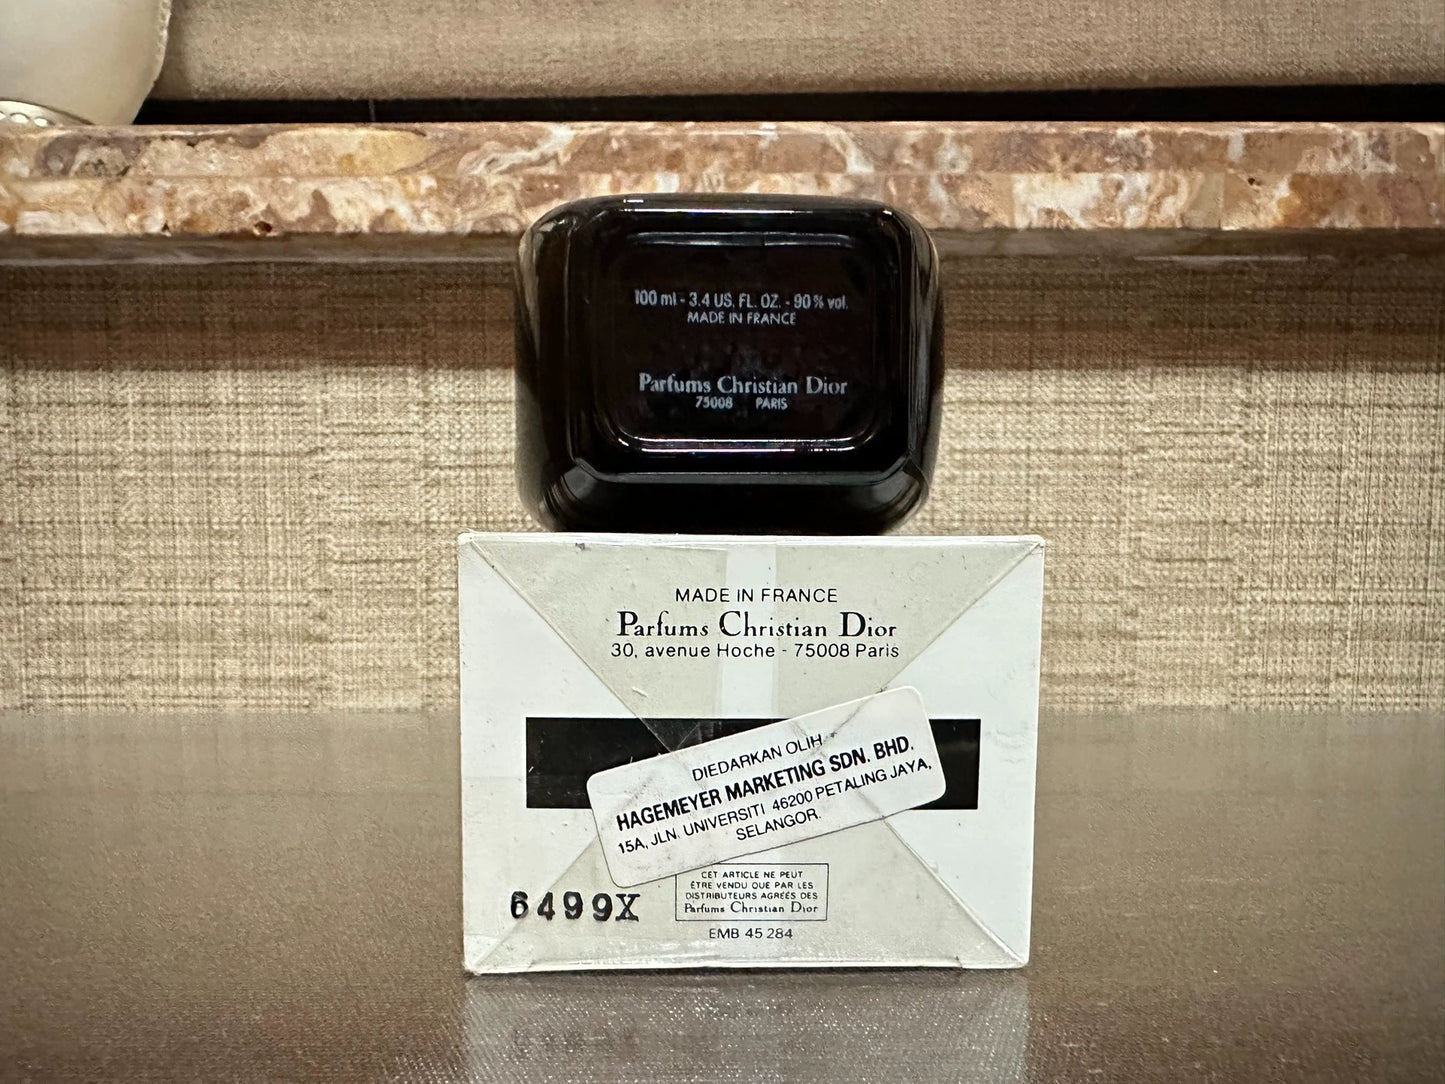 100 ml - 3.4 US. FL. OZ. - 90 % vol.
MADE IN FRANCE
Parfums Christian Dior
75008 PARIS
MADE IN FRANCE
Parfums Christian Dior
30, avenue Hoche - 75008 Paris
DIEDARKAN OLIH
HAGEMEYER MARKETING SDN. BHD.
15A, JLN. UNIVERSITI 46200 PETALING JAYA,
SELANGOR.
CET ARTICLE NE PEUT
ÊTRE VENDU QUE PAR LES
DISTRIBUTEURS AGRÉÉS DES
Parfums Christian Dior
6499X
EMB 45 284